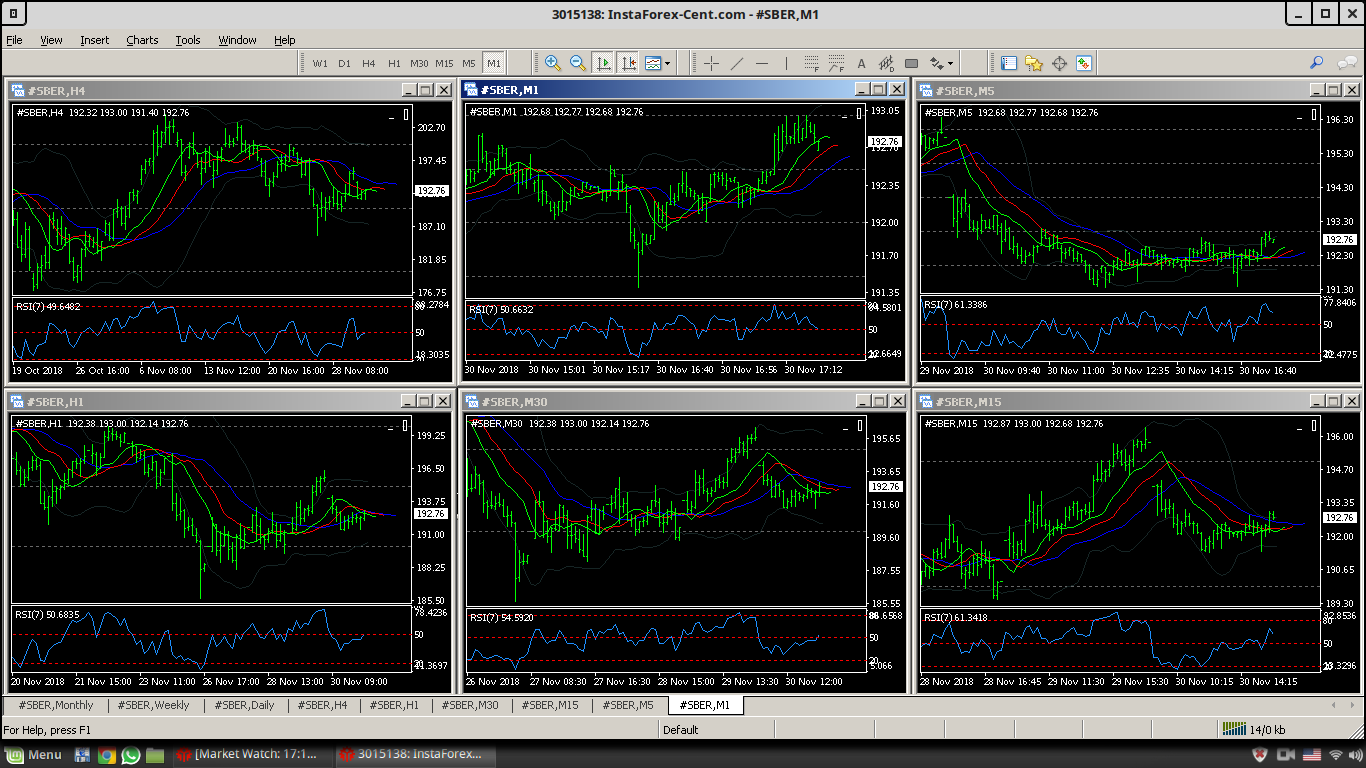 3015138: InstaForex-Cent.com - #SBER,M1
File View Insert Charts Tools Window Help
W1 D1 H4 H1 M30 M15 M5 M1
#SBER,H4
#SBER,H4 192.32 193.00 191.40 192.76
202.70
197.45
192.76
187.10
181.85
176.75
RSI(7) 49.6482
50
18.3035
19 Oct 2018 26 Oct 16:00 6 Nov 08:00 13 Nov 12:00 20 Nov 16:00 28 Nov 08:00
#SBER,M1
#SBER,M1 192.68 192.77 192.68 192.76
193.05
192.76
192.70
192.35
192.00
191.70
191.35
RSI(7) 50.6632
50
30 Nov 2018 30 Nov 15:01 30 Nov 15:17 30 Nov 16:40 30 Nov 16:56 30 Nov 17:12
#SBER,M5
#SBER,M5 192.68 192.77 192.68 192.76
196.30
195.30
194.30
193.30
192.76
192.30
191.30
RSI(7) 61.3386
77.8406
50
29 Nov 2018 30 Nov 09:40 30 Nov 11:00 30 Nov 12:35 30 Nov 14:15 30 Nov 16:40
#SBER,H1
#SBER,H1 192.38 193.00 192.14 192.76
199.25
196.50
193.75
192.76
191.00
188.25
185.50
RSI(7) 50.6835
78.4236
50
20 Nov 2018 21 Nov 15:00 23 Nov 11:00 26 Nov 17:00 28 Nov 13:00 30 Nov 09:00
#SBER,M30
#SBER,M30 192.38 193.00 192.14 192.76
195.65
193.65
192.76
191.60
189.60
187.55
185.55
RSI(7) 54.5920
50
20
5.066
26 Nov 2018 27 Nov 08:30 27 Nov 16:30 28 Nov 15:00 29 Nov 13:30 30 Nov 12:00
#SBER,M15
#SBER,M15 192.87 193.00 192.68 192.76
196.00
194.70
193.35
192.76
192.00
190.65
189.30
RSI(7) 61.3418
80
50
28 Nov 2018 28 Nov 16:45 29 Nov 11:30 29 Nov 15:30 30 Nov 10:30 30 Nov 14:15
#SBER,Monthly #SBER,Weekly #SBER,Daily #SBER,H4 #SBER,H1 #SBER,M30 #SBER,M15 #SBER,M5 #SBER,M1
For Help, press F1 Default 14/0 kb
Menu [Market Watch: 17:1... 3015138: InstaForex...